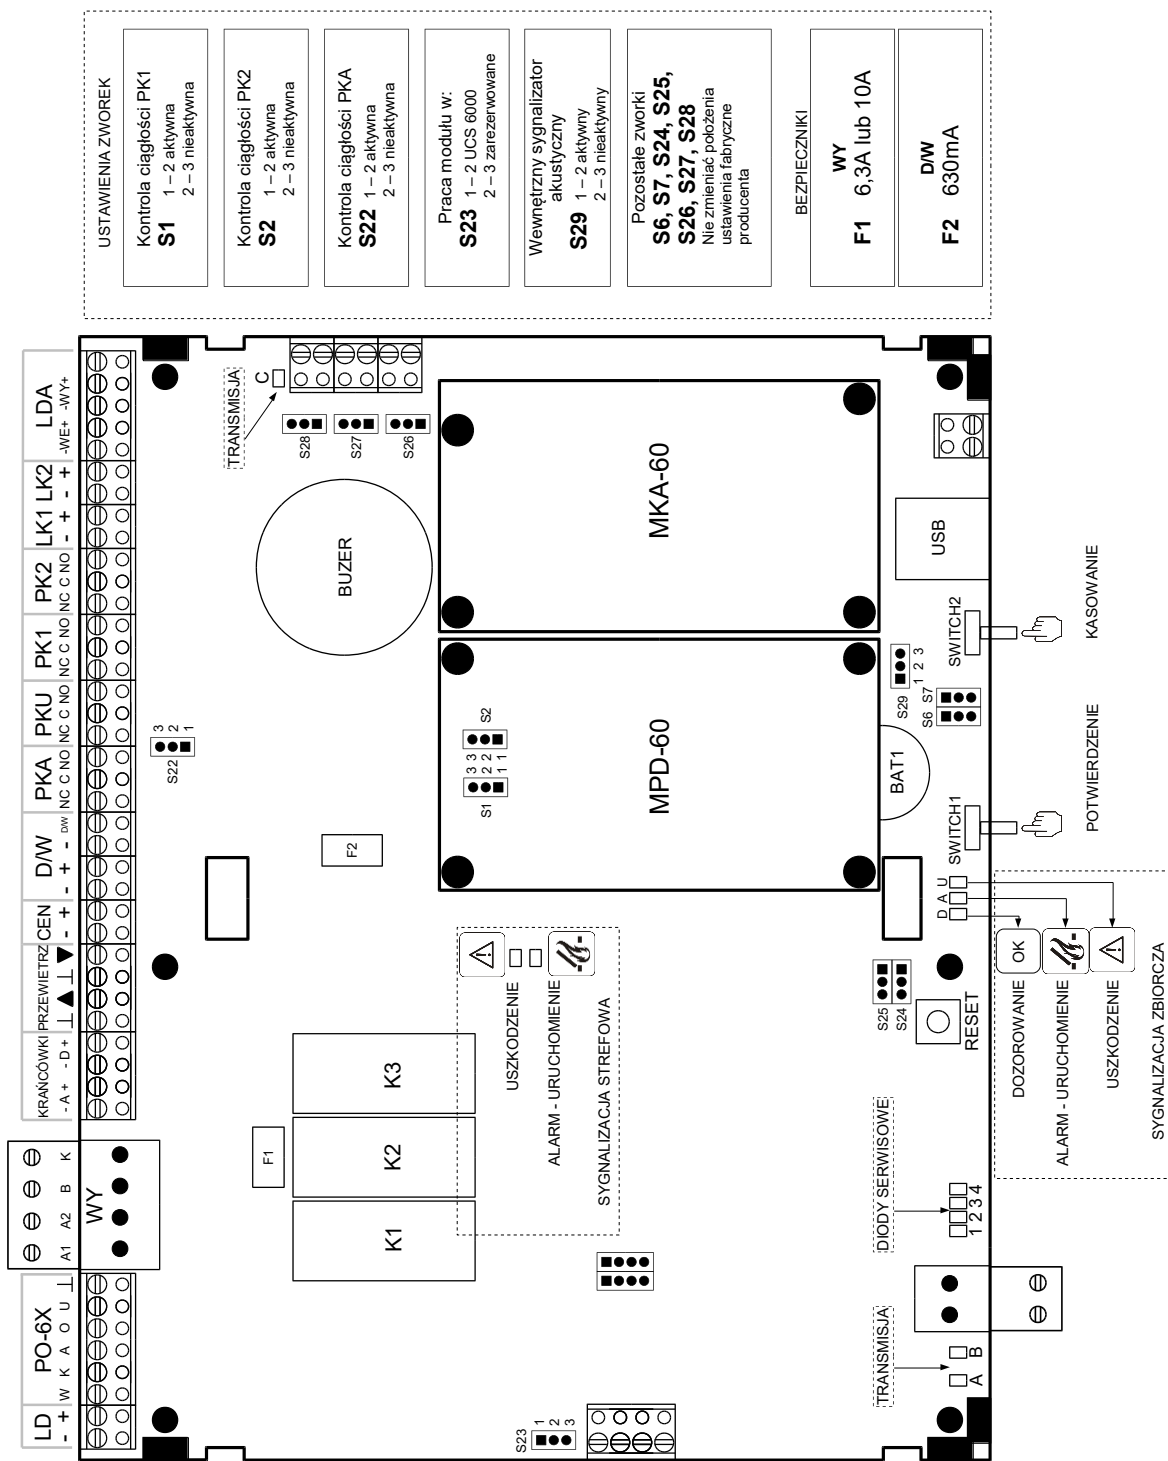 USTAWIENIA ZWOREK
Kontrola ciągłości PK1
S1 1 – 2 aktywna
2 – 3 nieaktywna
Kontrola ciągłości PK2
S2 1 – 2 aktywna
2 – 3 nieaktywna
Kontrola ciągłości PKA
S22 1 – 2 aktywna
2 – 3 nieaktywna
Praca modułu w:
S23 1 – 2 UCS 6000
2 – 3 zarezerwowane
Wewnętrzny sygnalizator
akustyczny
S29 1 – 2 aktywny
2 – 3 nieaktywny
Pozostałe zworki
S6, S7, S24, S25,
S26, S27, S28
Nie zmieniać położenia
ustawienia fabryczne
producenta
BEZPIECZNIKI
WY
F1 6,3A lub 10A
D/W
F2 630mA
LD
- +
PO-6X
W K A O U ⊥
A1 A2 B K
WY
KRAŃCÓWKI
- A + - D +
PRZEWIETRZ
⊥ ▲ ⊥ ▼
CEN
- +
D/W
- + - D/W
PKA
NC C NO
PKU
NC C NO
PK1
NC C NO
PK2
NC C NO
LK1
- +
LK2
- +
LDA
-WE+ -WY+
TRANSMISJA
C
S28
S27
S26
BUZER
S22
1 2 3
F2
F1
K1
K2
K3
USZKODZENIE
ALARM - URUCHOMIENIE
SYGNALIZACJA STREFOWA
S1
1 2 3
S2
1 2 3
MPD-60
MKA-60
S23
1
2
3
BAT1
S29
1 2 3
S6
S7
USB
SWITCH1
SWITCH2
POTWIERDZENIE
KASOWANIE
S25
S24
RESET
D A U
OK
DOZOROWANIE
ALARM - URUCHOMIENIE
USZKODZENIE
SYGNALIZACJA ZBIORCZA
DIODY SERWISOWE
1 2 3 4
TRANSMISJA
A B